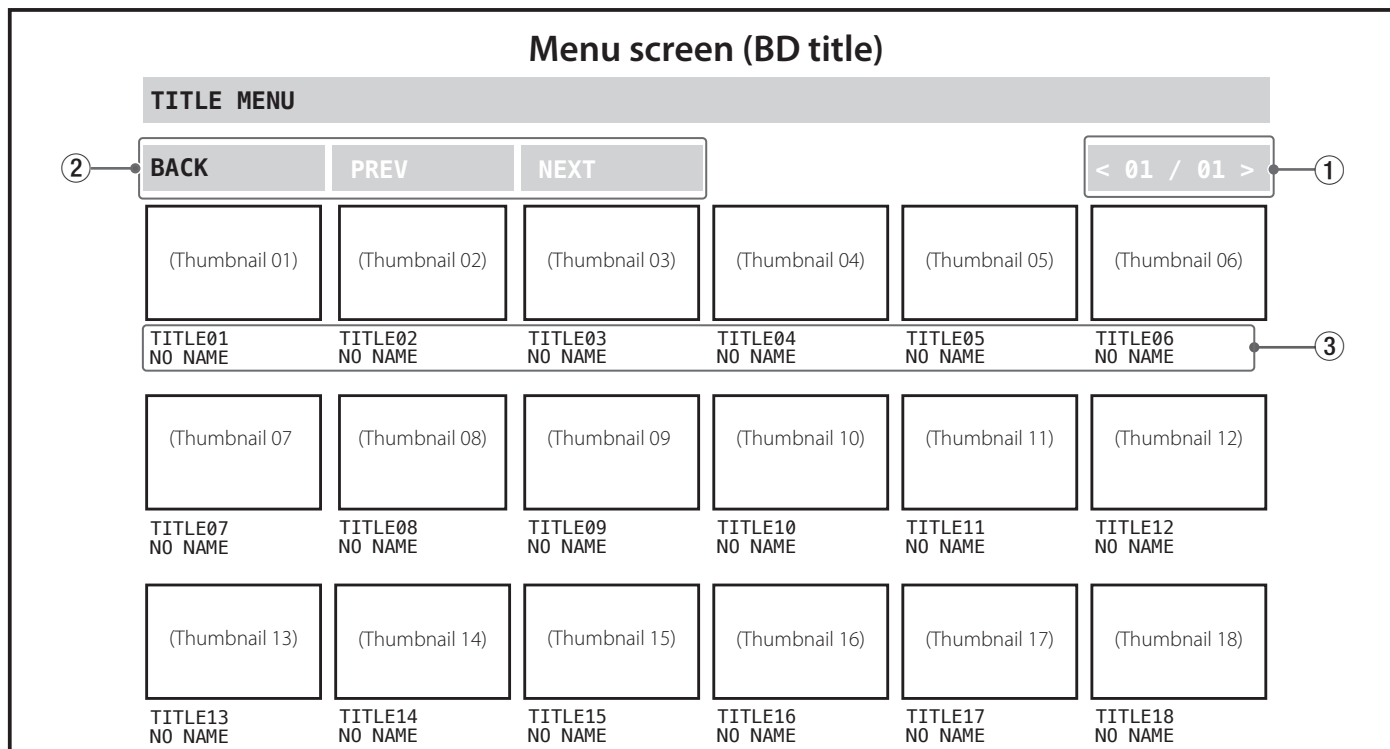 Menu screen (BD title)
TITLE MENU
② BACK PREV NEXT < 01 / 01 > ①
(Thumbnail 01) (Thumbnail 02) (Thumbnail 03) (Thumbnail 04) (Thumbnail 05) (Thumbnail 06)
TITLE01 TITLE02 TITLE03 TITLE04 TITLE05 TITLE06
NO NAME NO NAME NO NAME NO NAME NO NAME NO NAME
③
(Thumbnail 07 (Thumbnail 08) (Thumbnail 09 (Thumbnail 10) (Thumbnail 11) (Thumbnail 12)
TITLE07 TITLE08 TITLE09 TITLE10 TITLE11 TITLE12
NO NAME NO NAME NO NAME NO NAME NO NAME NO NAME
(Thumbnail 13) (Thumbnail 14) (Thumbnail 15) (Thumbnail 16) (Thumbnail 17) (Thumbnail 18)
TITLE13 TITLE14 TITLE15 TITLE16 TITLE17 TITLE18
NO NAME NO NAME NO NAME NO NAME NO NAME NO NAME